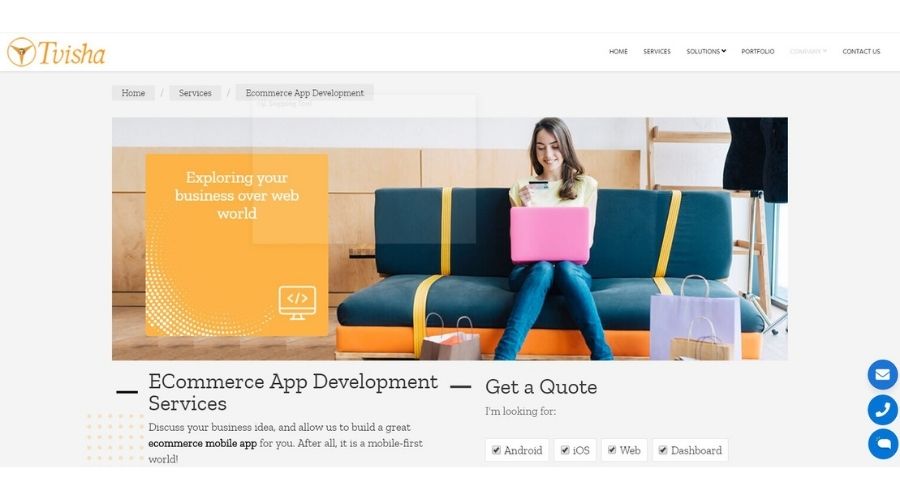 Tvisha
HOME SERVICES SOLUTIONS PORTFOLIO COMPANY CONTACT US
Home / Services / Ecommerce App Development
Exploring your
business over web
world
</>
ECommerce App Development
Services
Discuss your business idea, and allow us to build a great
ecommerce mobile app for you. After all, it is a mobile-first
world!
Get a Quote
I'm looking for:
Android iOS Web Dashboard